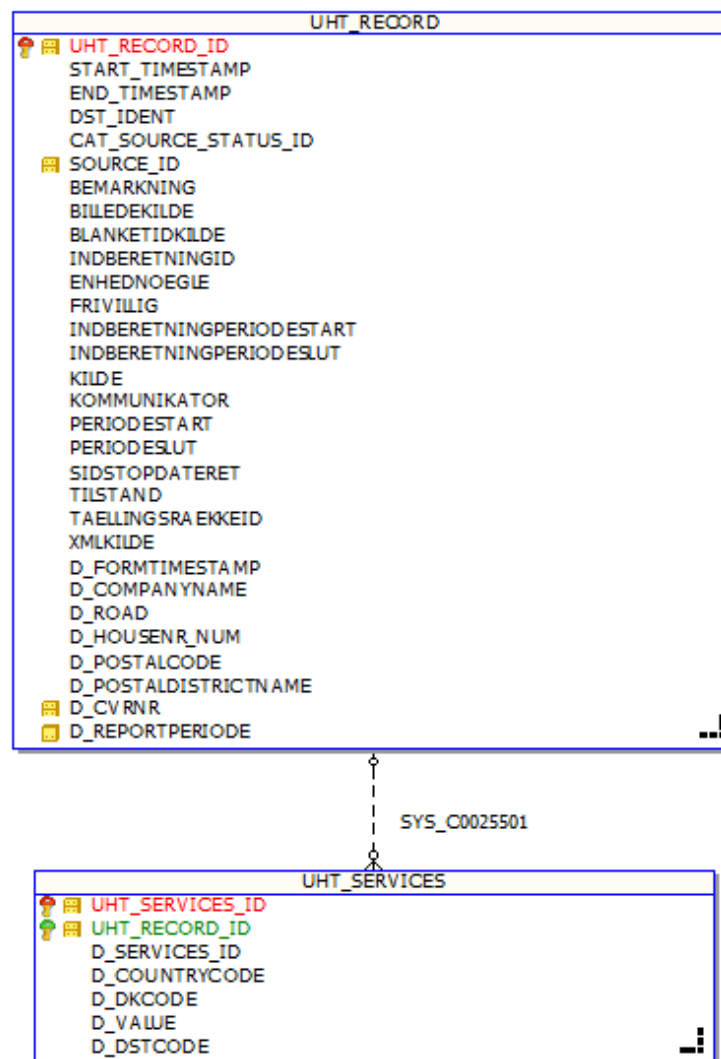 UHT_RECORD
UHT_RECORD_ID
START_TIMESTAMP
END_TIMESTAMP
DST_IDENT
CAT_SOURCE_STATUS_ID
SOURCE_ID
BEMARKNING
BILLEDEKILDE
BLANKETIDKILDE
INDBERETNINGID
ENHEDNOEGLE
FRIVILLIG
INDBERETNINGPERIODESTART
INDBERETNINGPERIODESLUT
KILDE
KOMMUNIKATOR
PERIODESTART
PERIODESLUT
SIDSTOPDATERET
TILSTAND
TAELLINGSRAEKKEID
XMLKILDE
D_FORMTIMESTAMP
D_COMPANYNAME
D_ROAD
D_HOUSENR_NUM
D_POSTALCODE
D_POSTALDISTRICTNAME
D_CVRNR
D_REPORTPERIODE
SYS_C0025501
UHT_SERVICES
UHT_SERVICES_ID
UHT_RECORD_ID
D_SERVICES_ID
D_COUNTRYCODE
D_DKCODE
D_VALUE
D_DSTCODE